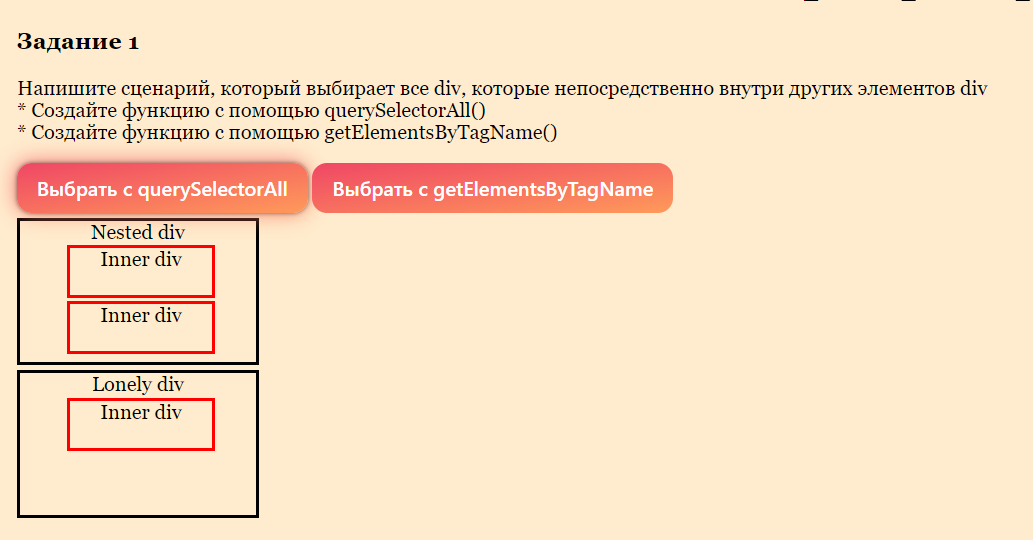 Задание 1
Напишите сценарий, который выбирает все div, которые непосредственно внутри других элементов div
* Создайте функцию с помощью querySelectorAll()
* Создайте функцию с помощью getElementsByTagName()
Выбрать с querySelectorAll Выбрать с getElementsByTagName
Nested div
Inner div
Inner div
Lonely div
Inner div